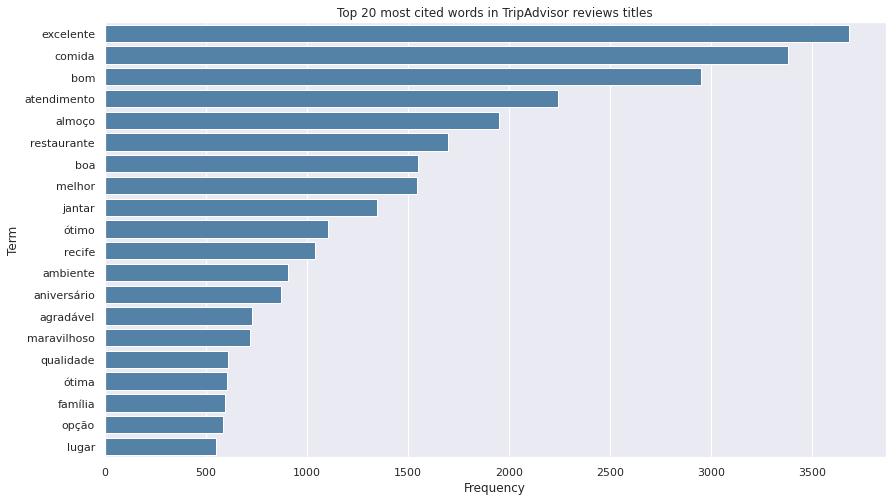 Top 20 most cited words in TripAdvisor reviews titles
excelente
comida
bom
atendimento
almoço
restaurante
boa
melhor
jantar
ótimo
recife
ambiente
aniversário
agradável
maravilhoso
qualidade
ótima
família
opção
lugar
Term
0 500 1000 1500 2000 2500 3000 3500
Frequency